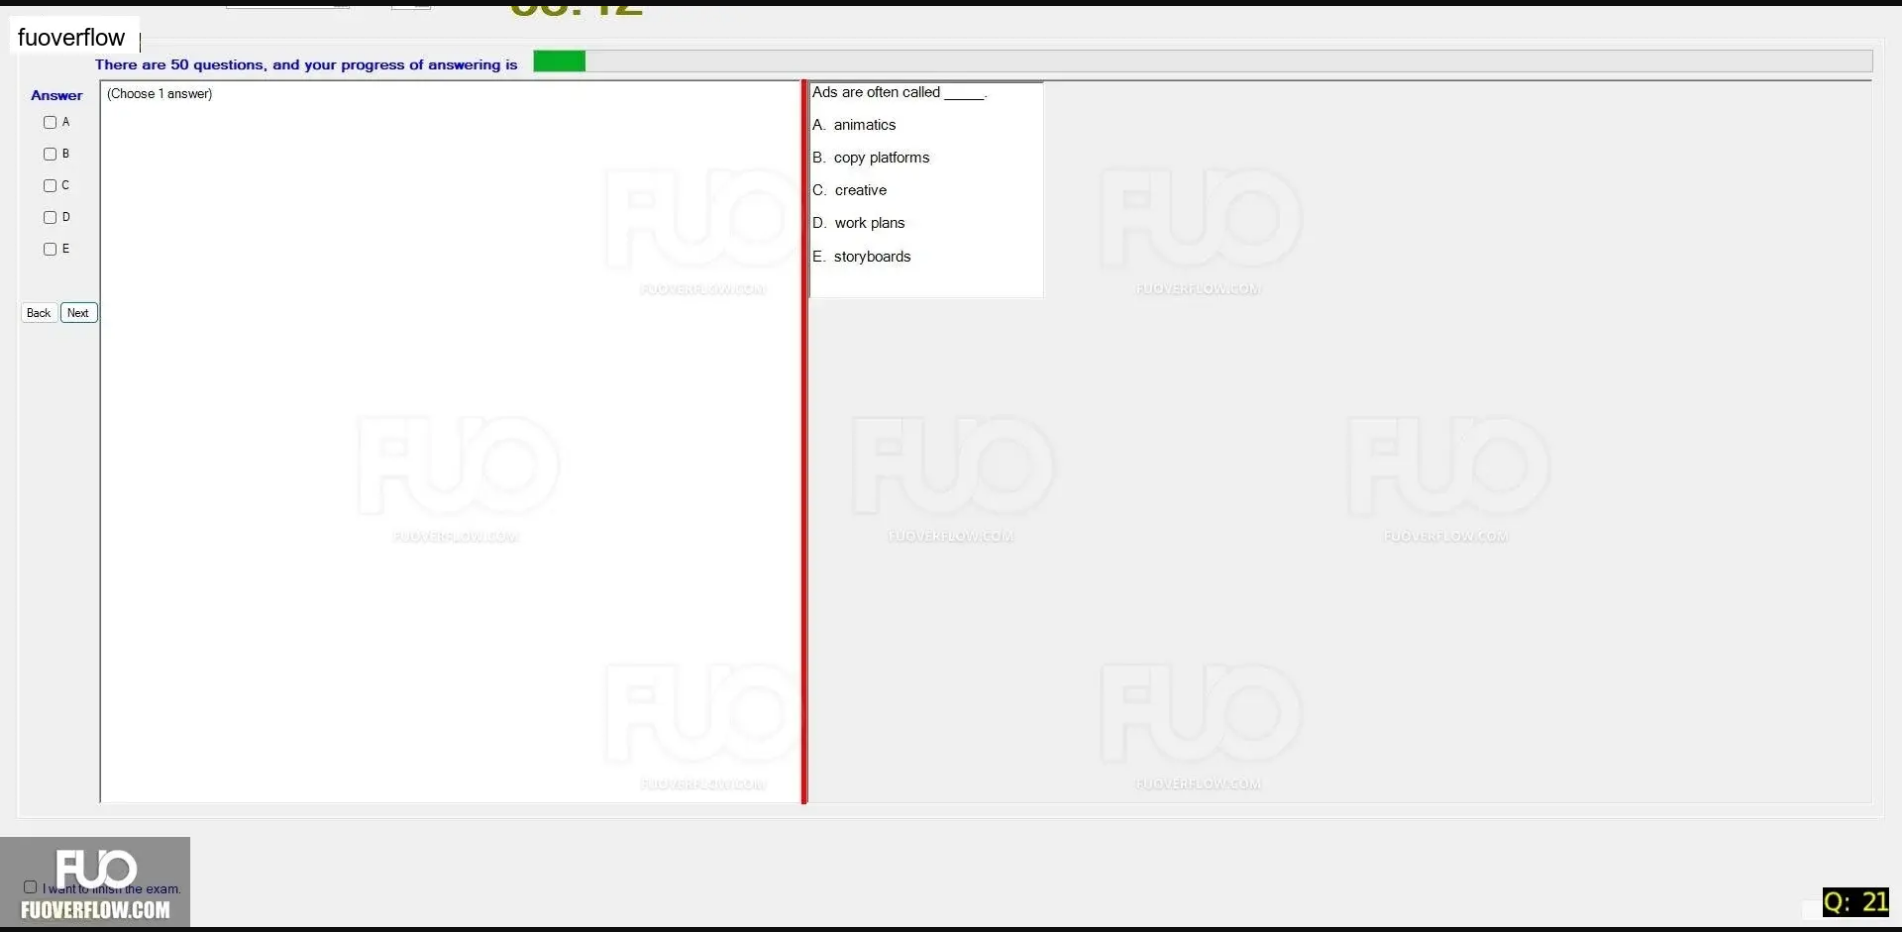 fuoverflow
There are 50 questions, and your progress of answering is
Answer
(Choose 1 answer)
A
B
C
D
E
Back Next
Ads are often called _____.
A. animatics
B. copy platforms
C. creative
D. work plans
E. storyboards
FUO
FUOVERFLOW.COM
FUO
FUOVERFLOW.COM
FUO
FUOVERFLOW.COM
FUO
FUOVERFLOW.COM
FUO
FUOVERFLOW.COM
FUO
FUOVERFLOW.COM
FUO
FUOVERFLOW.COM
FUO
I want to finish the exam.
FUOVERFLOW.COM
Q: 21